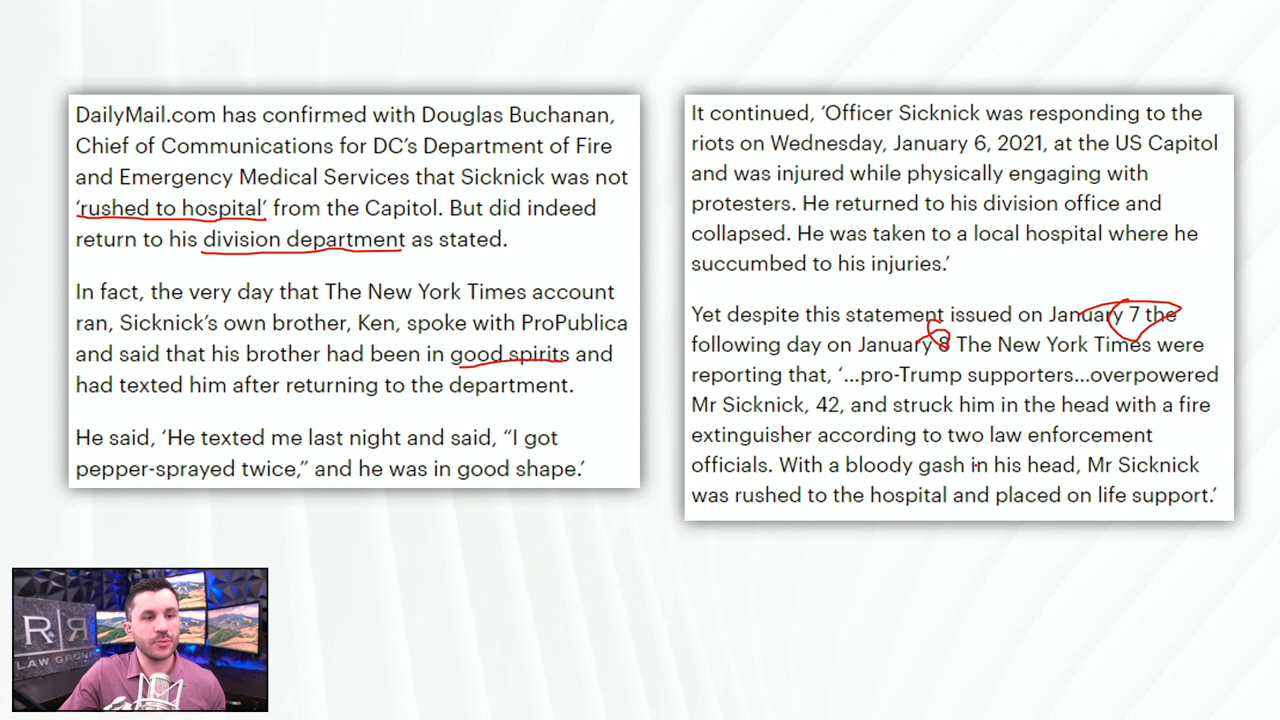 DailyMail.com has confirmed with Douglas Buchanan,
Chief of Communications for DC's Department of Fire
and Emergency Medical Services that Sicknick was not
'rushed to hospital' from the Capitol. But did indeed
return to his division department as stated.
In fact, the very day that The New York Times account
ran, Sicknick's own brother, Ken, spoke with ProPublica
and said that his brother had been in good spirits and
had texted him after returning to the department.
He said, 'He texted me last night and said, "I got
pepper-sprayed twice," and he was in good shape.'
It continued, 'Officer Sicknick was responding to the
riots on Wednesday, January 6, 2021, at the US Capitol
and was injured while physically engaging with
protesters. He returned to his division office and
collapsed. He was taken to a local hospital where he
succumbed to his injuries.'
Yet despite this statement issued on January 7 the
following day on January 8 The New York Times were
reporting that, '...pro-Trump supporters...overpowered
Mr Sicknick, 42, and struck him in the head with a fire
extinguisher according to two law enforcement
officials. With a bloody gash in his head, Mr Sicknick
was rushed to the hospital and placed on life support.'
R|R
LAW GROUP